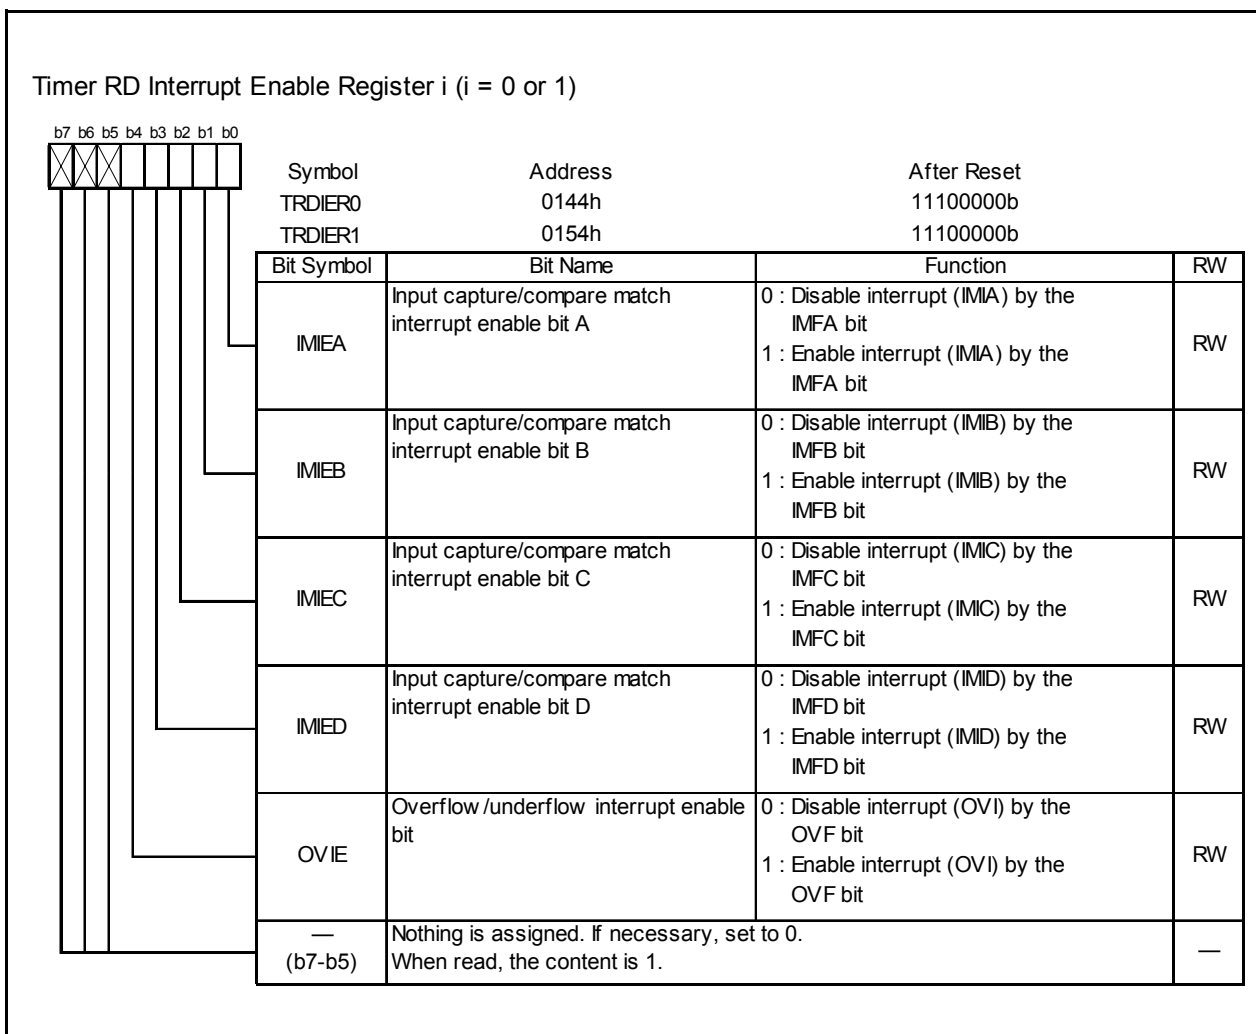 Timer RD Interrupt Enable Register i (i = 0 or 1)
b7 b6 b5 b4 b3 b2 b1 b0
Symbol Address After Reset
TRDIER0 0144h 11100000b
TRDIER1 0154h 11100000b
Bit Symbol Bit Name Function RW
IMIEA
Input capture/compare match
interrupt enable bit A
0 : Disable interrupt (IMIA) by the
IMFA bit
1 : Enable interrupt (IMIA) by the
IMFA bit
RW
IMIEB
Input capture/compare match
interrupt enable bit B
0 : Disable interrupt (IMIB) by the
IMFB bit
1 : Enable interrupt (IMIB) by the
IMFB bit
RW
IMIEC
Input capture/compare match
interrupt enable bit C
0 : Disable interrupt (IMIC) by the
IMFC bit
1 : Enable interrupt (IMIC) by the
IMFC bit
RW
IMIED
Input capture/compare match
interrupt enable bit D
0 : Disable interrupt (IMID) by the
IMFD bit
1 : Enable interrupt (IMID) by the
IMFD bit
RW
OVIE
Overflow/underflow interrupt enable
bit
0 : Disable interrupt (OVI) by the
OVF bit
1 : Enable interrupt (OVI) by the
OVF bit
RW
—
(b7-b5)
Nothing is assigned. If necessary, set to 0.
When read, the content is 1.
—